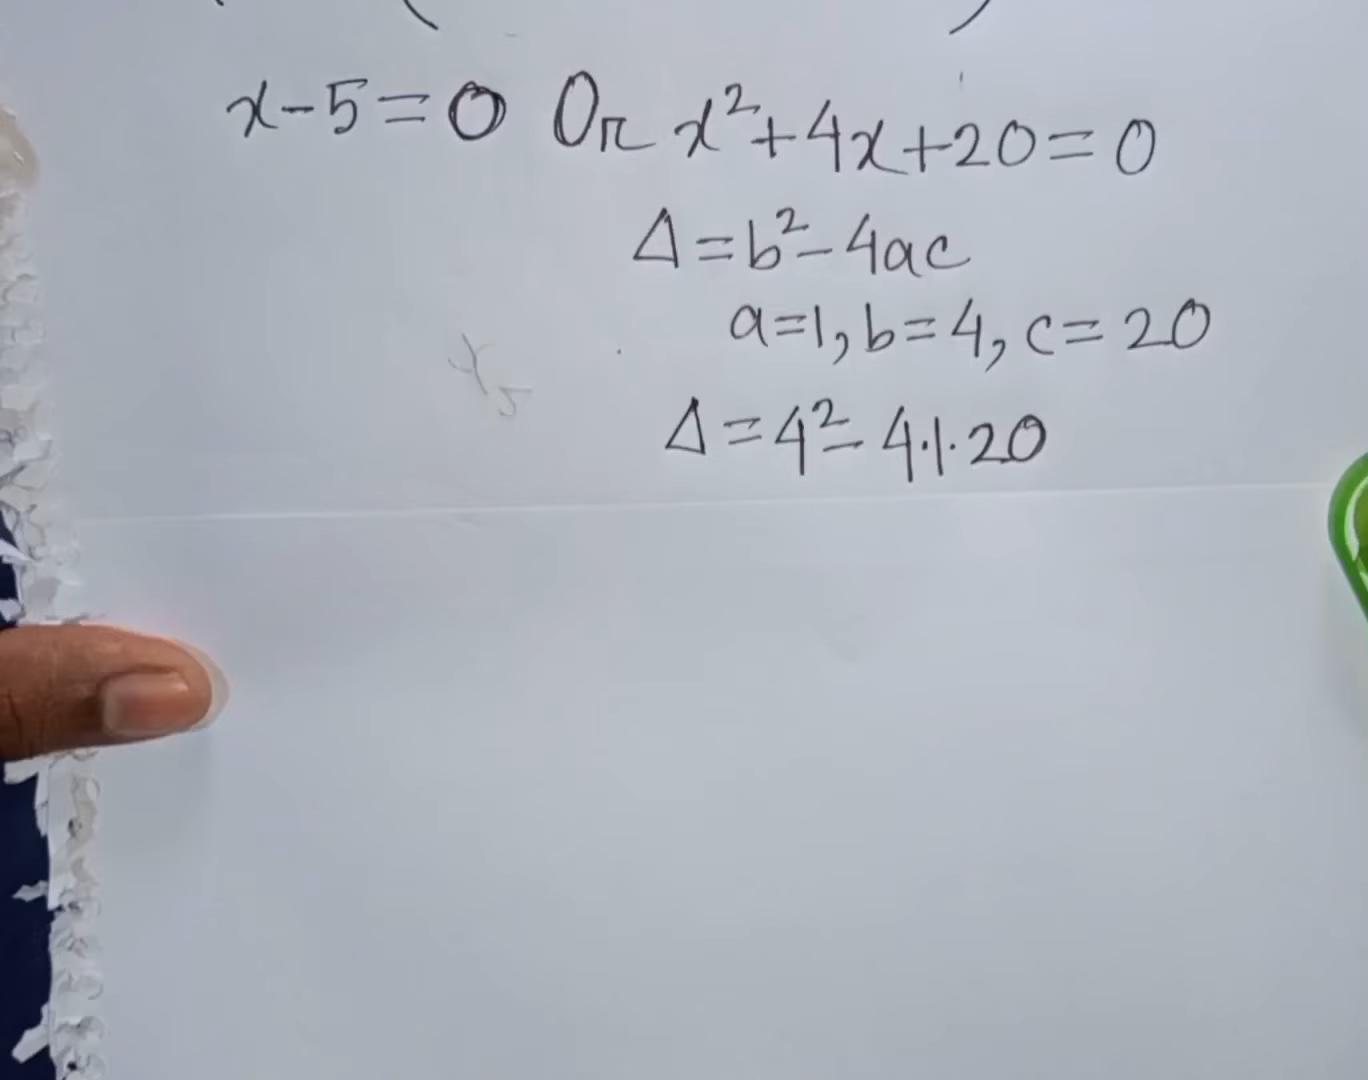 x-5=0 Or x²+4x+20=0
Δ=b²-4ac
a=1, b=4, c=20
Δ=4²-4·1·20